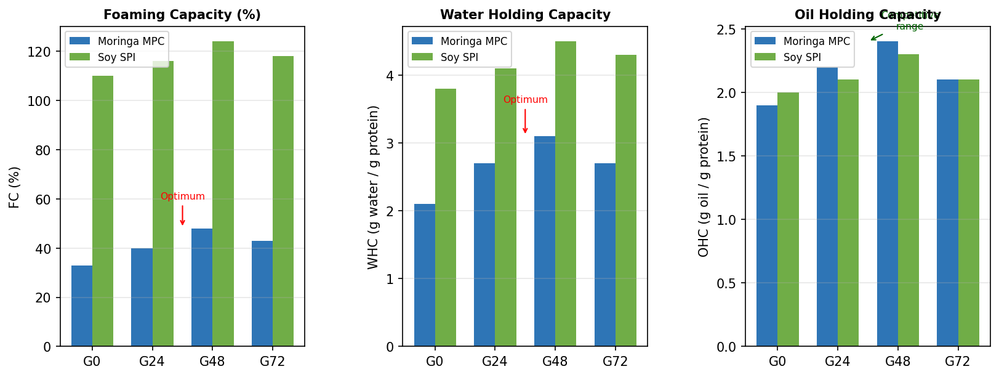 Foaming Capacity (%)
Moringa MPC
Soy SPI
Optimum
FC (%)
120
100
80
60
40
20
0
G0 G24 G48 G72
Water Holding Capacity
Moringa MPC
Soy SPI
Optimum
WHC (g water / g protein)
4
3
2
1
0
G0 G24 G48 G72
Oil Holding Capacity
range
Moringa MPC
Soy SPI
OHC (g oil / g protein)
2.5
2.0
1.5
1.0
0.5
0.0
G0 G24 G48 G72